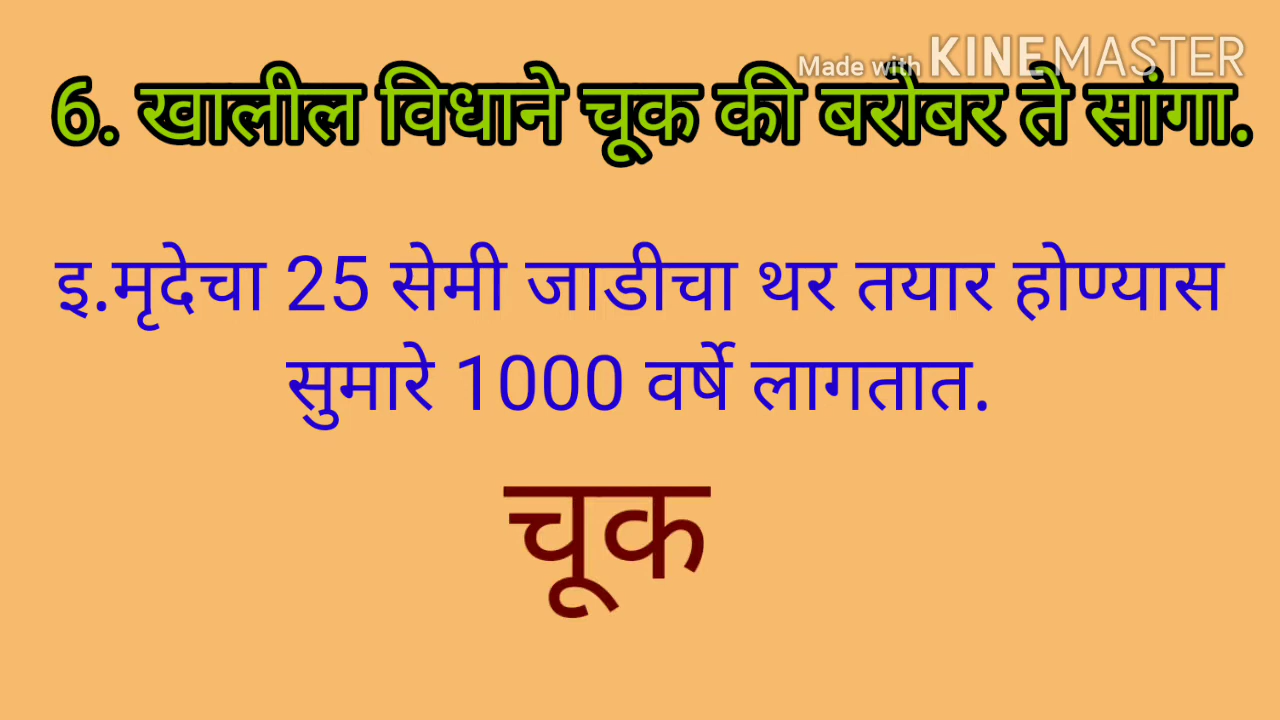 Made with KINEMASTER
6. खालील विधाने चूक की बरोबर ते सांगा.
इ.मृदेचा 25 सेमी जाडीचा थर तयार होण्यास
सुमारे 1000 वर्षे लागतात.
चूक